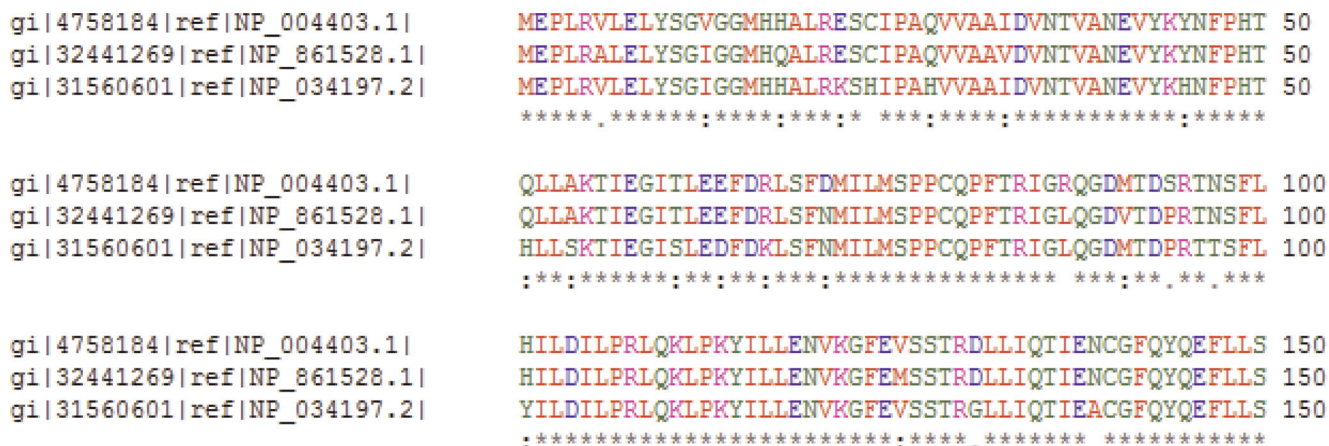 gi|4758184|ref|NP_004403.1| MEPLRVLELYSGVGGMHHALRESCIPAQVVAAIDVNTVANEVYKYNFPHT 50
gi|32441269|ref|NP_861528.1| MEPLRALELYSGIGGMHQALRESCIPAQVVAAVDVNTVANEVYKYNFPHT 50
gi|31560601|ref|NP_034197.2| MEPLRVLELYSGIGGMHHALRKSHIPAHVVAAIDVNTVANEVYKHNFPHT 50
*****.******:****:***:* ***:****:***********:*****
gi|4758184|ref|NP_004403.1| QLLAKTIEGITLEEFDRLSFDMILMSPPCQPFTRIGRQGDMTDSRTNSFL 100
gi|32441269|ref|NP_861528.1| QLLAKTIEGITLEEFDRLSFNMILMSPPCQPFTRIGLQGDVTDPRTNSFL 100
gi|31560601|ref|NP_034197.2| HLLSKTIEGISLEDFDKLSFNMILMSPPCQPFTRIGLQGDMTDPRTTSFL 100
:**:******:**:**:***:*************** ***:**.**.***
gi|4758184|ref|NP_004403.1| HILDILPRLQKLPKYILLENVKGFEVSSTRDLLIQTIENCGFQYQEFLLS 150
gi|32441269|ref|NP_861528.1| HILDILPRLQKLPKYILLENVKGFEMSSTRDLLIQTIENCGFQYQEFLLS 150
gi|31560601|ref|NP_034197.2| YILDILPRLQKLPKYILLENVKGFEVSSTRGLLIQTIEACGFQYQEFLLS 150
:************************:****.******* ***********